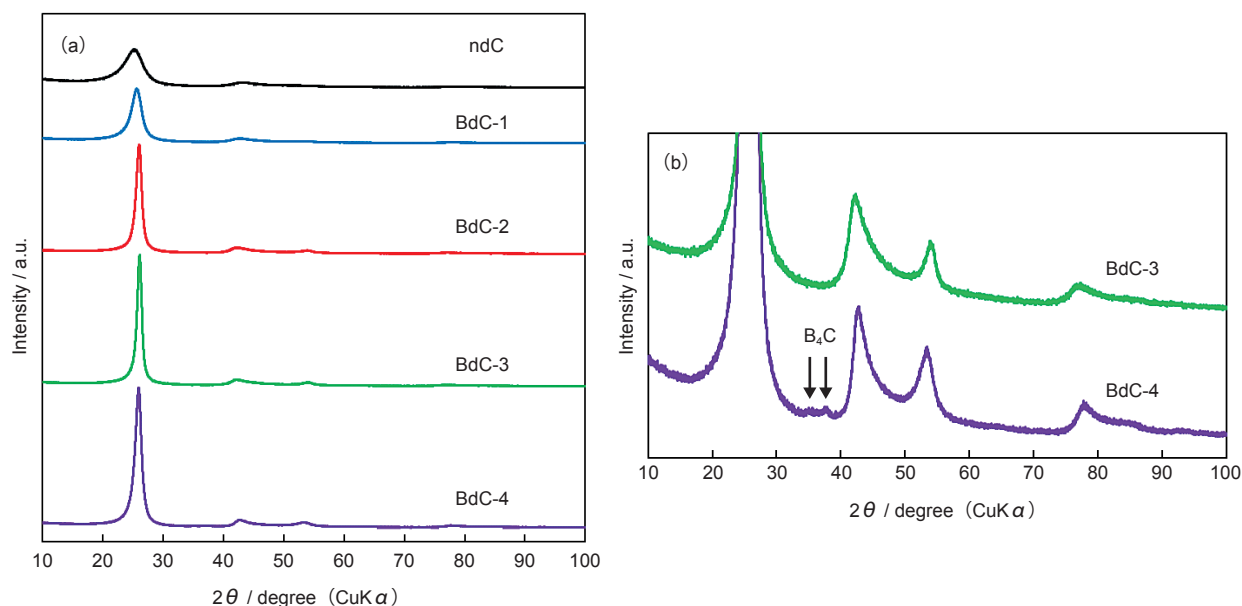 (a)
ndC
BdC-1
BdC-2
BdC-3
BdC-4
Intensity / a.u.
10 20 30 40 50 60 70 80 90 100
2θ / degree (CuKα)
(b)
BdC-3
B₄C
BdC-4
Intensity / a.u.
10 20 30 40 50 60 70 80 90 100
2θ / degree (CuKα)